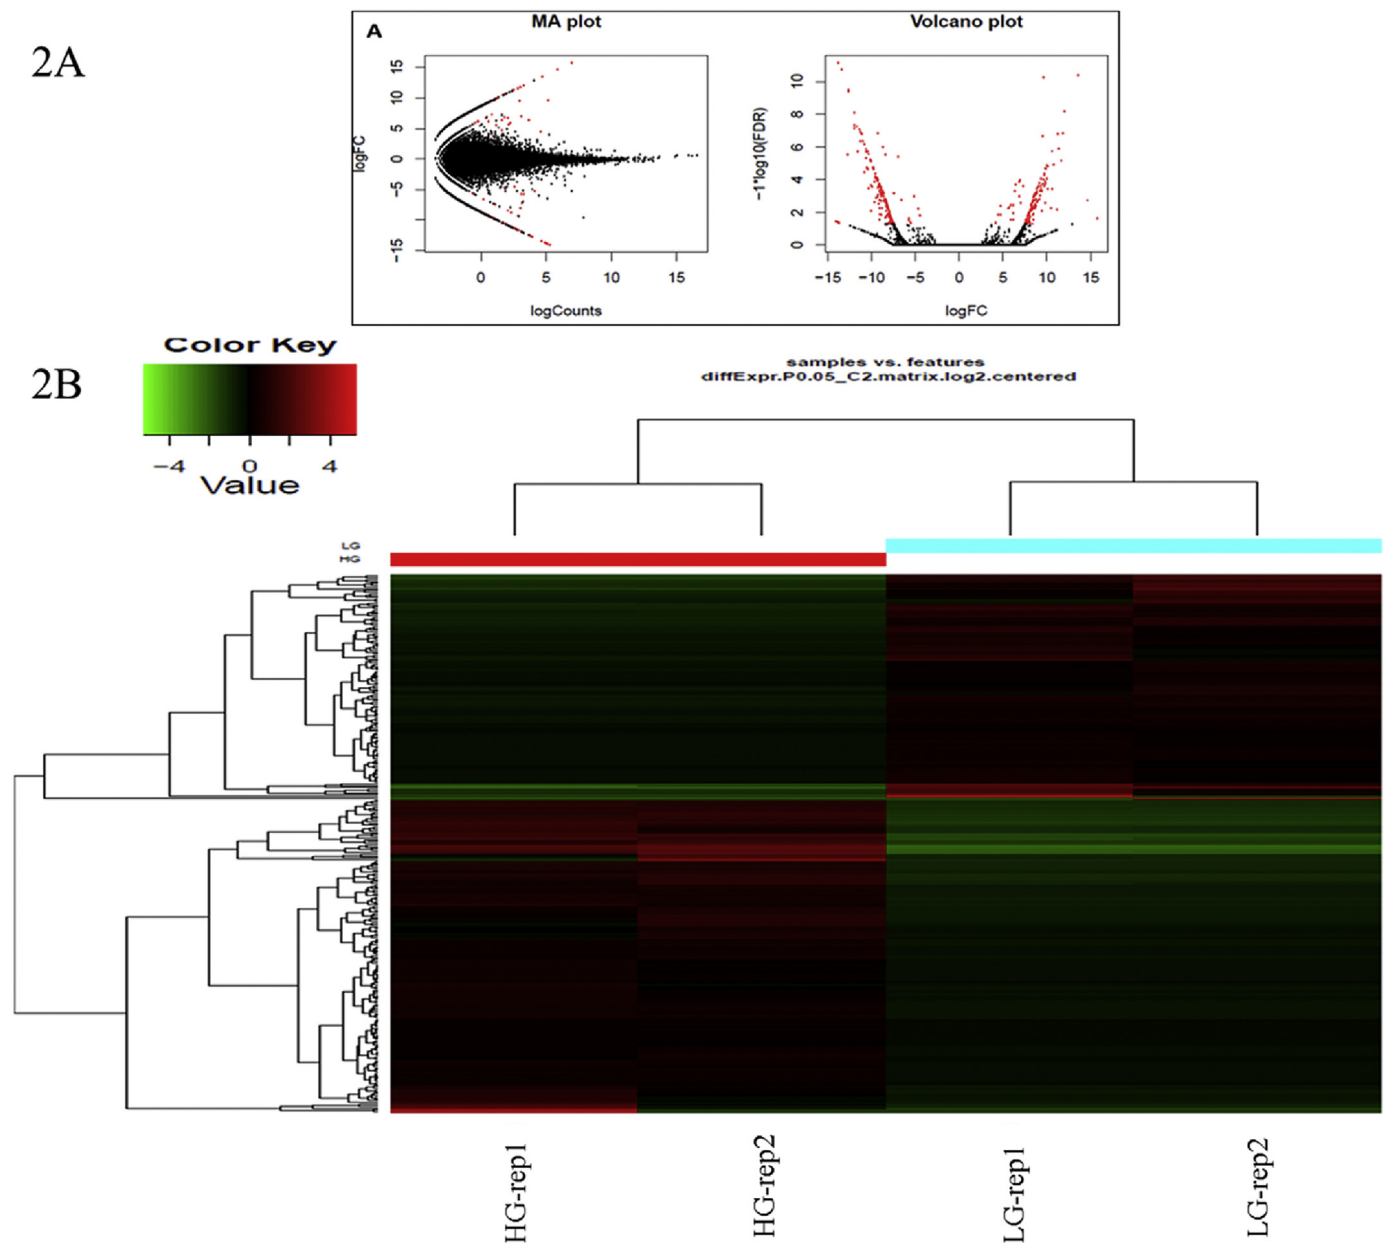 2A
A
MA plot
Volcano plot
15
10
5
0
−5
−15
logFC
0
5
10
15
logCounts
10
8
6
4
2
0
−1*log10(FDR)
−15
−10
−5
0
5
10
15
logFC
2B
Color Key
−4
0
4
Value
samples vs. features
diffExpr.P0.05_C2.matrix.log2.centered
LG
HG
HG-rep1
HG-rep2
LG-rep1
LG-rep2